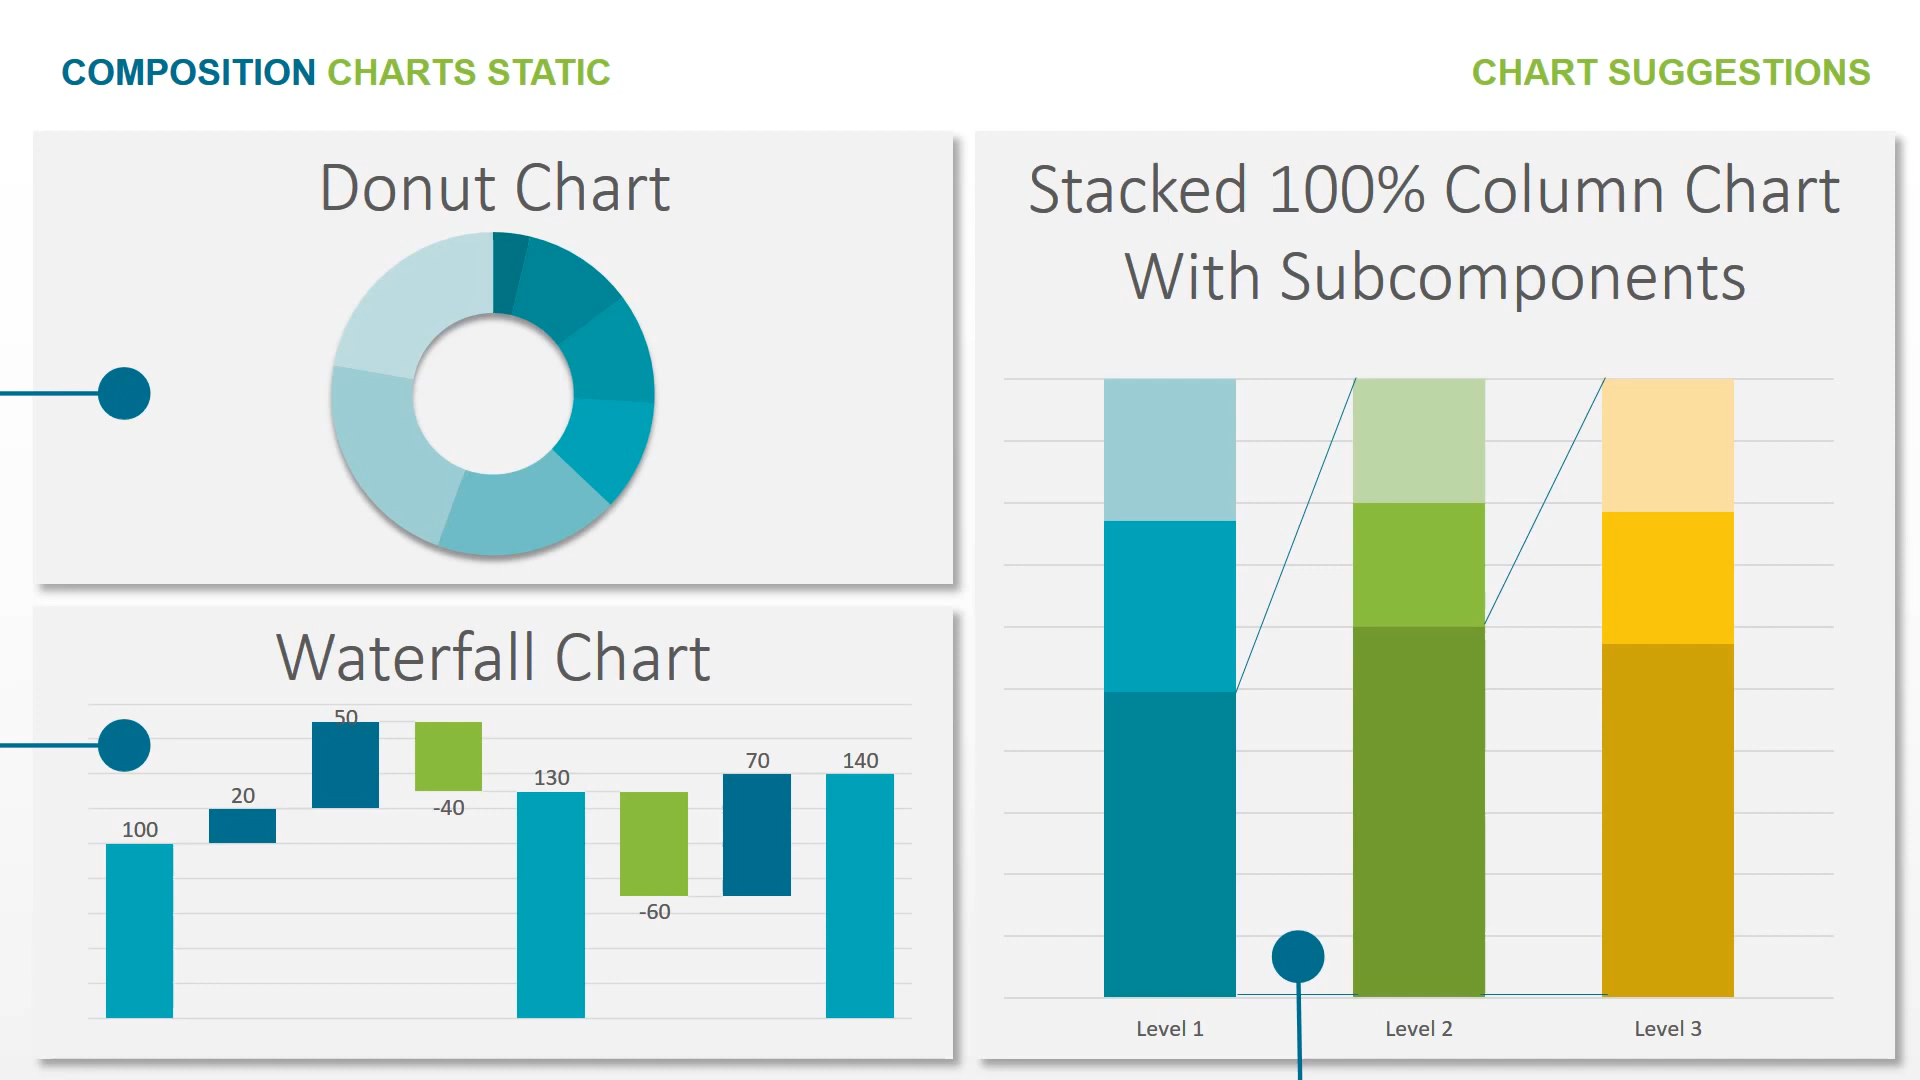 COMPOSITION CHARTS STATIC
CHART SUGGESTIONS
Donut Chart
Waterfall Chart
100
20
50
-40
130
-60
70
140
Stacked 100% Column Chart
With Subcomponents
Level 1
Level 2
Level 3